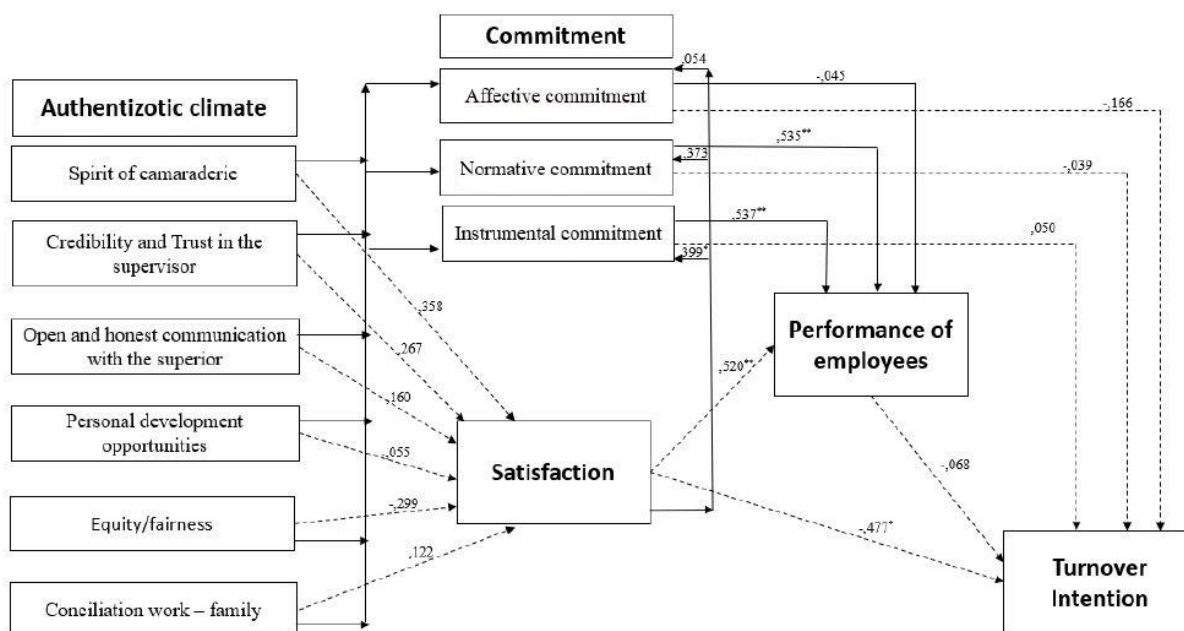 Commitment
,054
Affective commitment
-,045
-,166
Authentizotic climate
Spirit of camaraderic
Normative commitment
,535**
,373
-,039
Credibility and Trust in the
supervisor
Instrumental commitment
,537**
,399*
,050
Open and honest communication
with the superior
,358
,267
,160
Performance of
employees
,520**
Personal development
opportunities
-,055
Satisfaction
-,068
Equity/fairness
-,299
-,477*
,122
Conciliation work – family
Turnover
Intention